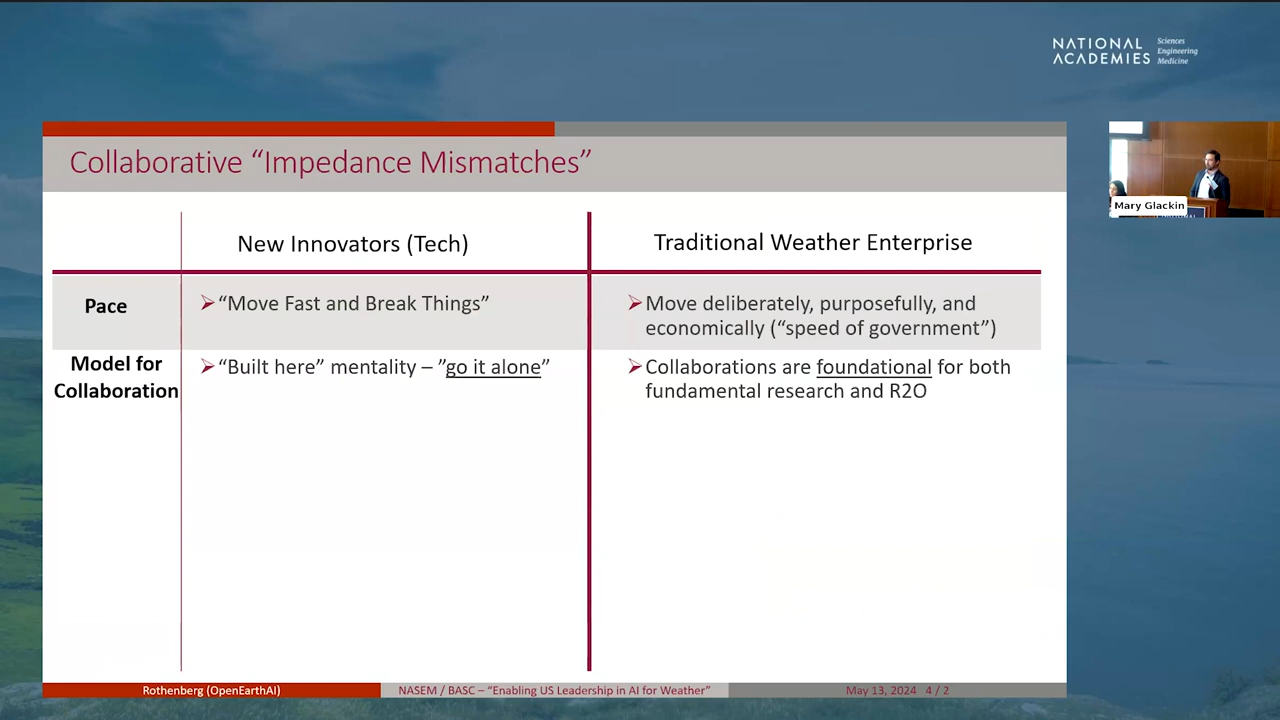 NATIONAL
ACADEMIES
Sciences
Engineering
Medicine
Collaborative “Impedance Mismatches”
New Innovators (Tech)
Traditional Weather Enterprise
Pace
“Move Fast and Break Things”
Move deliberately, purposefully, and
economically (“speed of government”)
Model for
Collaboration
“Built here” mentality – ”go it alone”
Collaborations are foundational for both
fundamental research and R2O
Mary Glackin
Rothenberg (OpenEarthAI)
NASEM / BASC – “Enabling US Leadership in AI for Weather”
May 13, 2024 4 / 2